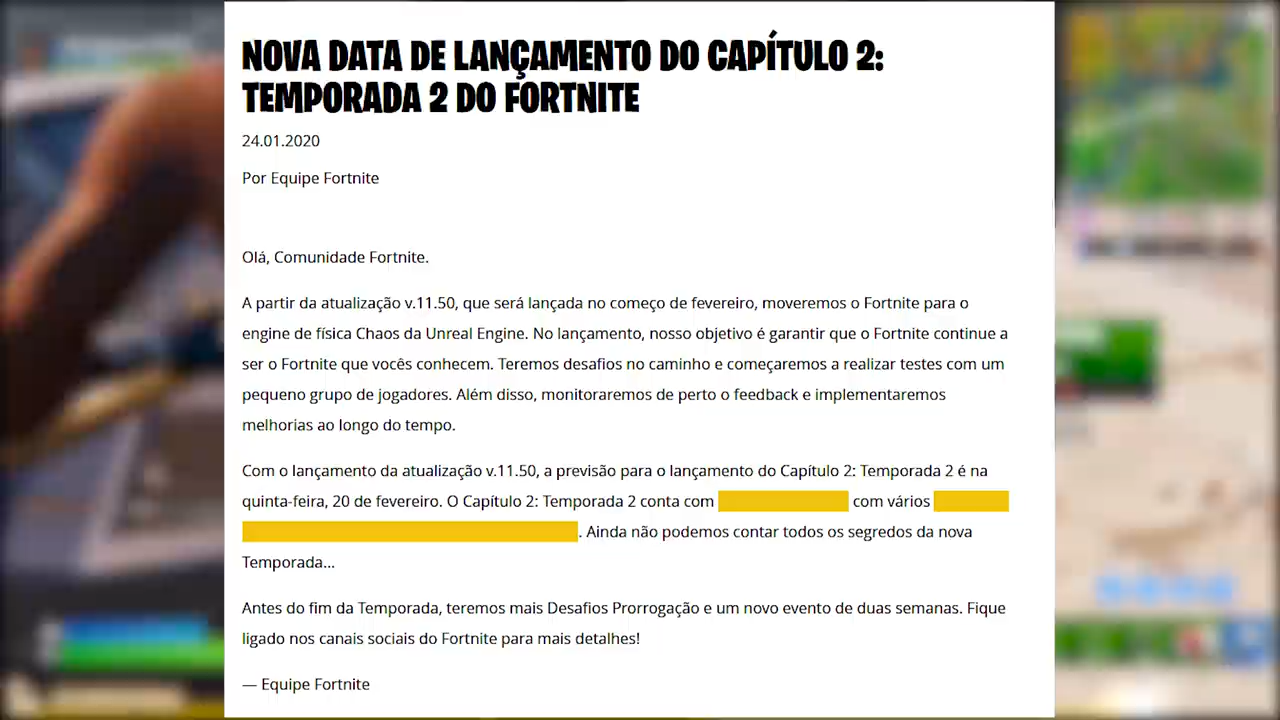 NOVA DATA DE LANÇAMENTO DO CAPÍTULO 2:
TEMPORADA 2 DO FORTNITE
24.01.2020
Por Equipe Fortnite
Olá, Comunidade Fortnite.
A partir da atualização v.11.50, que será lançada no começo de fevereiro, moveremos o Fortnite para o
engine de física Chaos da Unreal Engine. No lançamento, nosso objetivo é garantir que o Fortnite continue a
ser o Fortnite que vocês conhecem. Teremos desafios no caminho e começaremos a realizar testes com um
pequeno grupo de jogadores. Além disso, monitoraremos de perto o feedback e implementaremos
melhorias ao longo do tempo.
Com o lançamento da atualização v.11.50, a previsão para o lançamento do Capítulo 2: Temporada 2 é na
quinta-feira, 20 de fevereiro. O Capítulo 2: Temporada 2 conta com com vários
. Ainda não podemos contar todos os segredos da nova
Temporada...
Antes do fim da Temporada, teremos mais Desafios Prorrogação e um novo evento de duas semanas. Fique
ligado nos canais sociais do Fortnite para mais detalhes!
— Equipe Fortnite